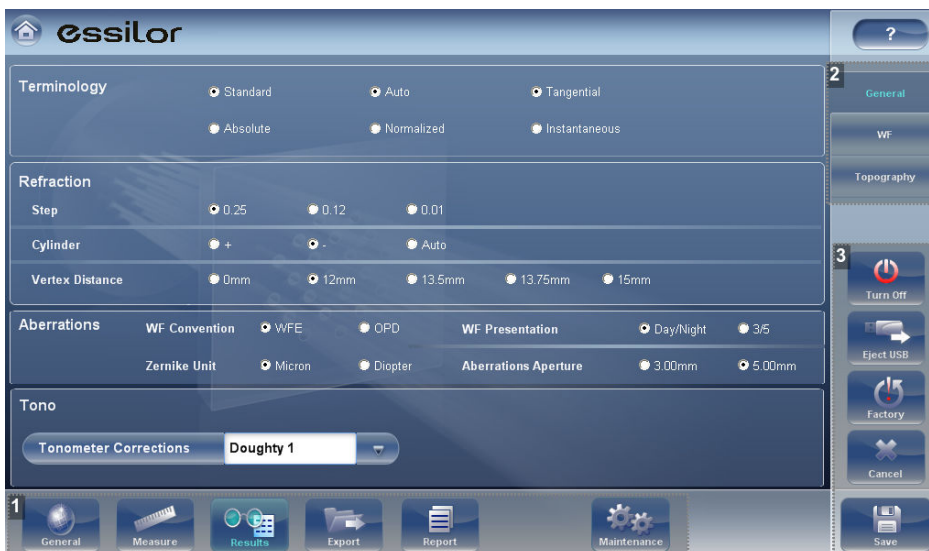 essilor
?
Terminology
Standard Auto Tangential
Absolute Normalized Instantaneous
Refraction
Step 0.25 0.12 0.01
Cylinder + - Auto
Vertex Distance 0mm 12mm 13.5mm 13.75mm 15mm
Aberrations WF Convention WFE OPD WF Presentation Day/Night 3/5
Zernike Unit Micron Diopter Aberrations Aperture 3.00mm 5.00mm
Tono
Tonometer Corrections Doughty 1
1
General Measure Results Export Report Maintenance
2
General
WF
Topography
3
Turn Off
Eject USB
Factory
Cancel
Save